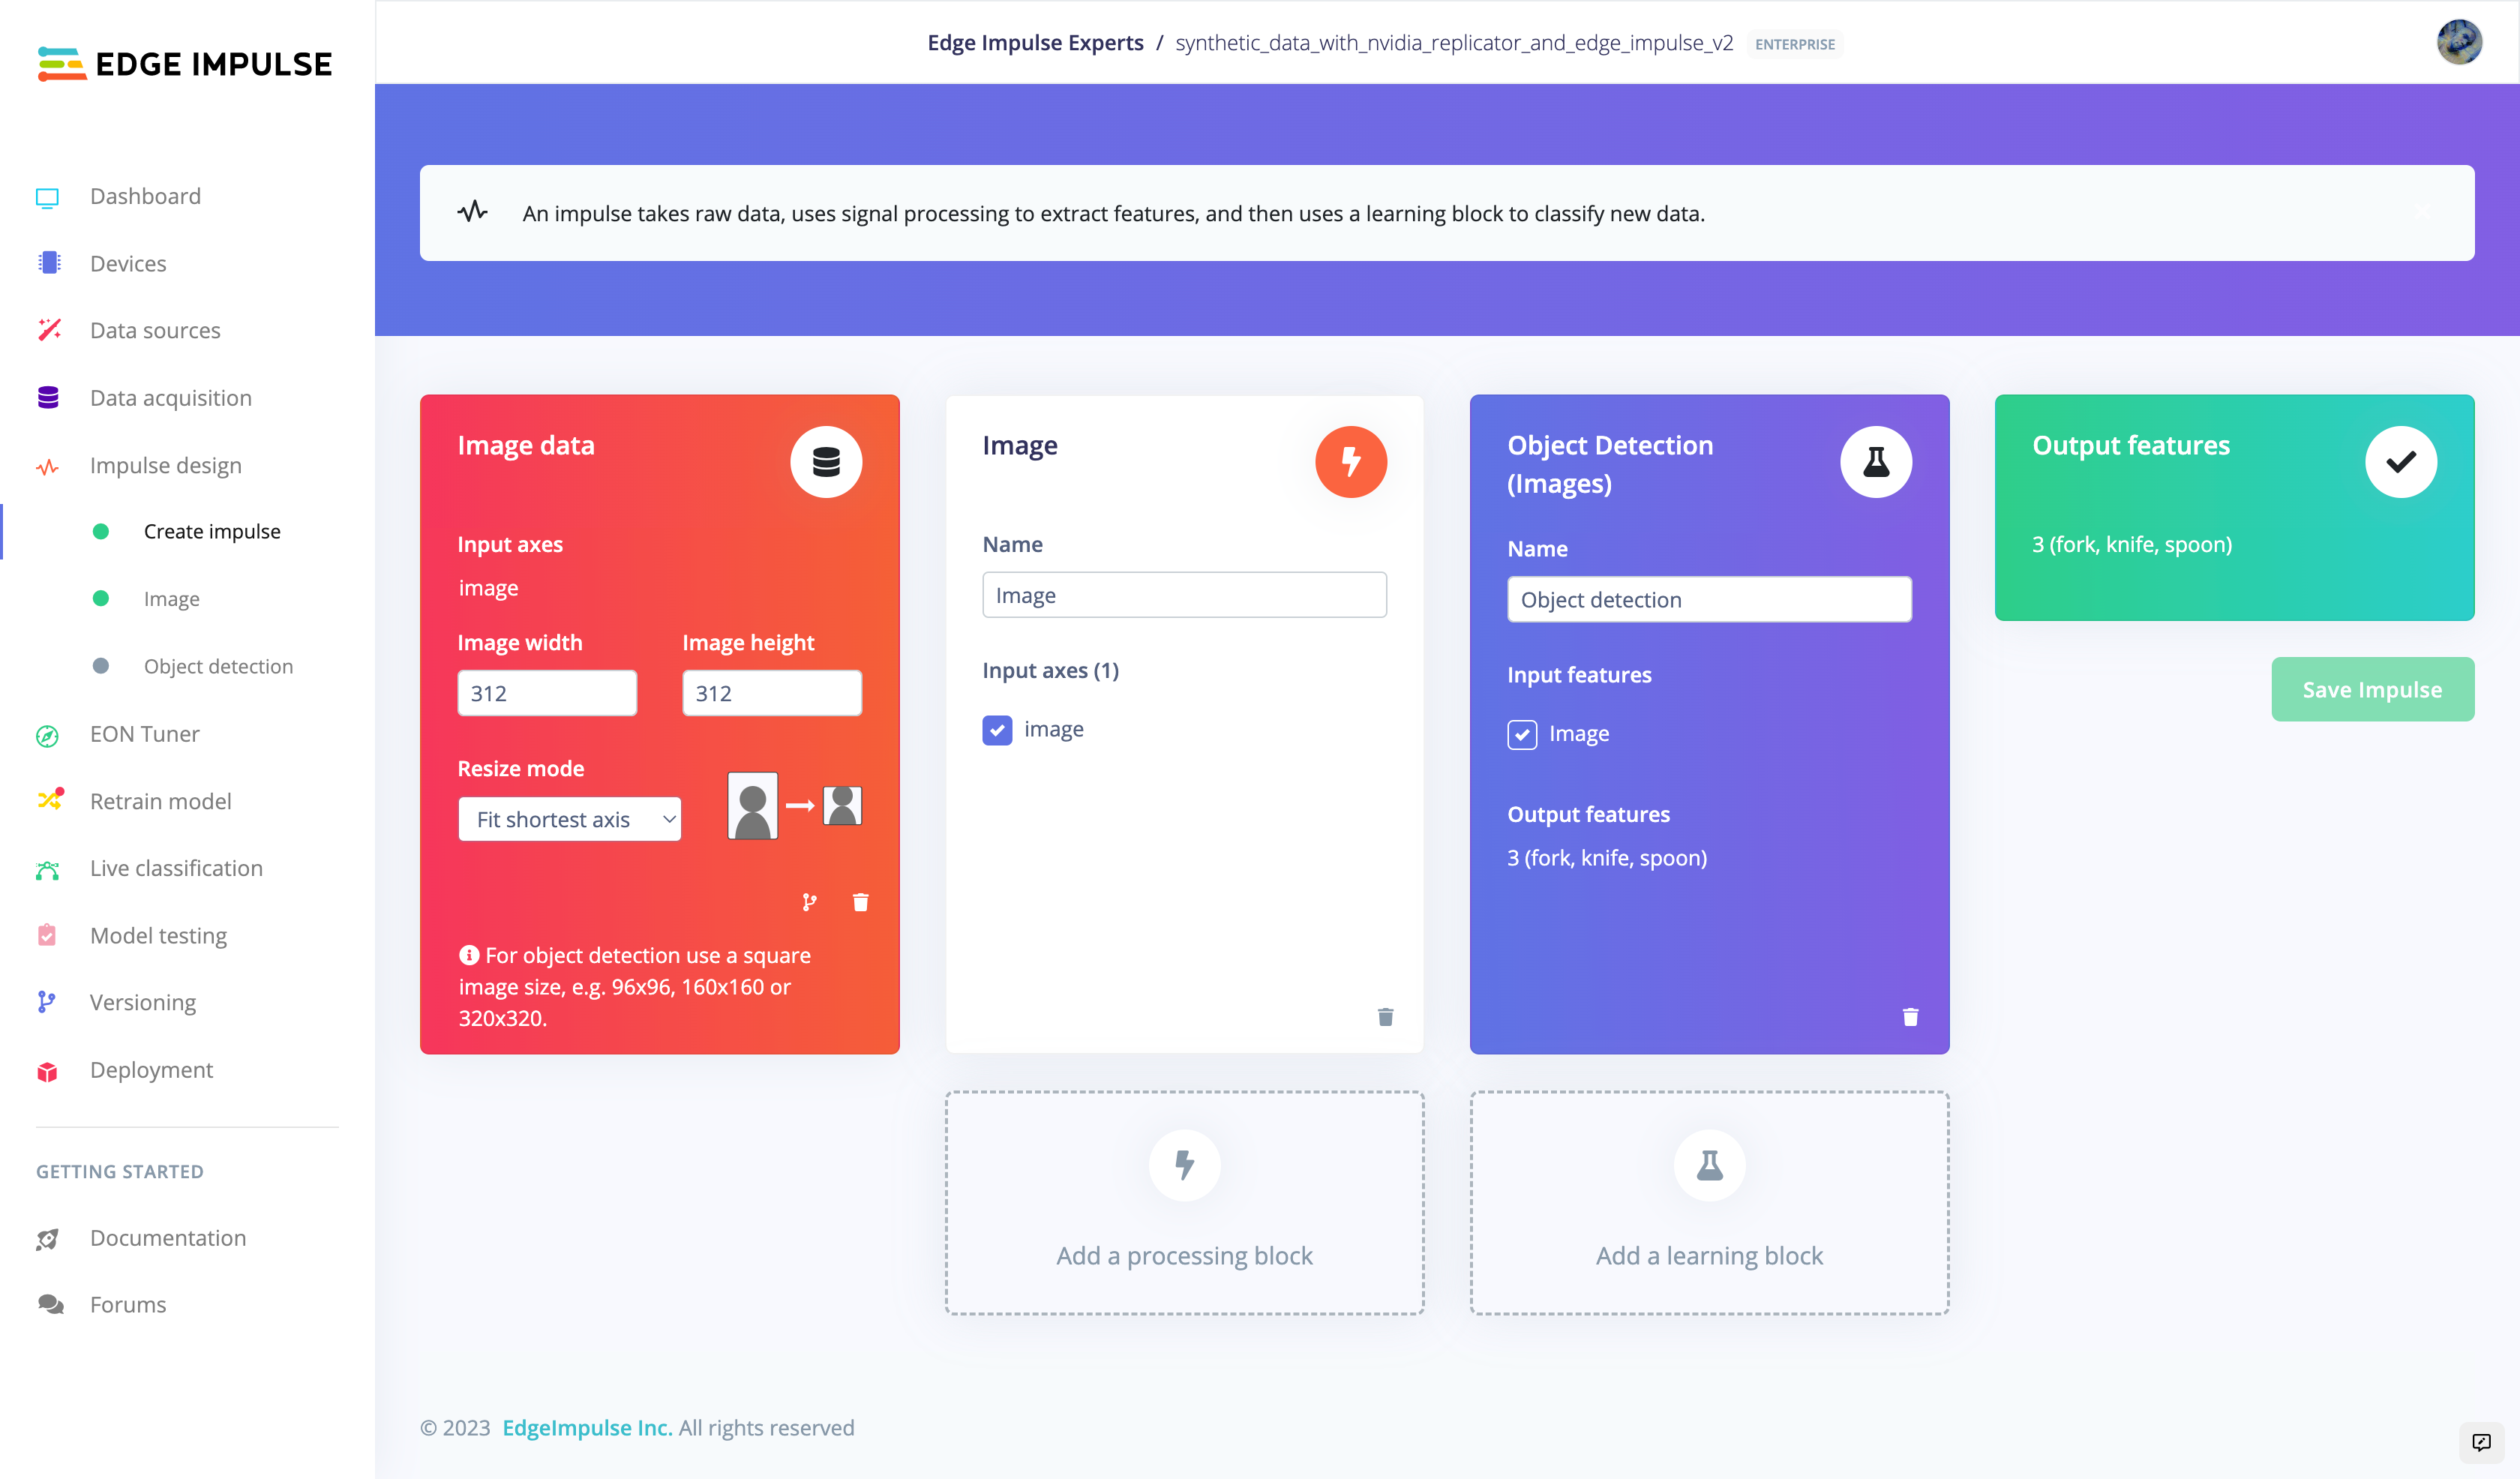 EDGE IMPULSE
Edge Impulse Experts / synthetic_data_with_nvidia_replicator_and_edge_impulse_v2 ENTERPRISE
Dashboard
Devices
Data sources
Data acquisition
Impulse design
Create impulse
Image
Object detection
EON Tuner
Retrain model
Live classification
Model testing
Versioning
Deployment
GETTING STARTED
Documentation
Forums
An impulse takes raw data, uses signal processing to extract features, and then uses a learning block to classify new data.
Image data
Input axes
image
Image width Image height
312 312
Resize mode
Fit shortest axis
For object detection use a square
image size, e.g. 96x96, 160x160 or
320x320.
Image
Name
Image
Input axes (1)
image
Object Detection
(Images)
Name
Object detection
Input features
Image
Output features
3 (fork, knife, spoon)
Output features
3 (fork, knife, spoon)
Save Impulse
Add a processing block
Add a learning block
© 2023 EdgeImpulse Inc. All rights reserved